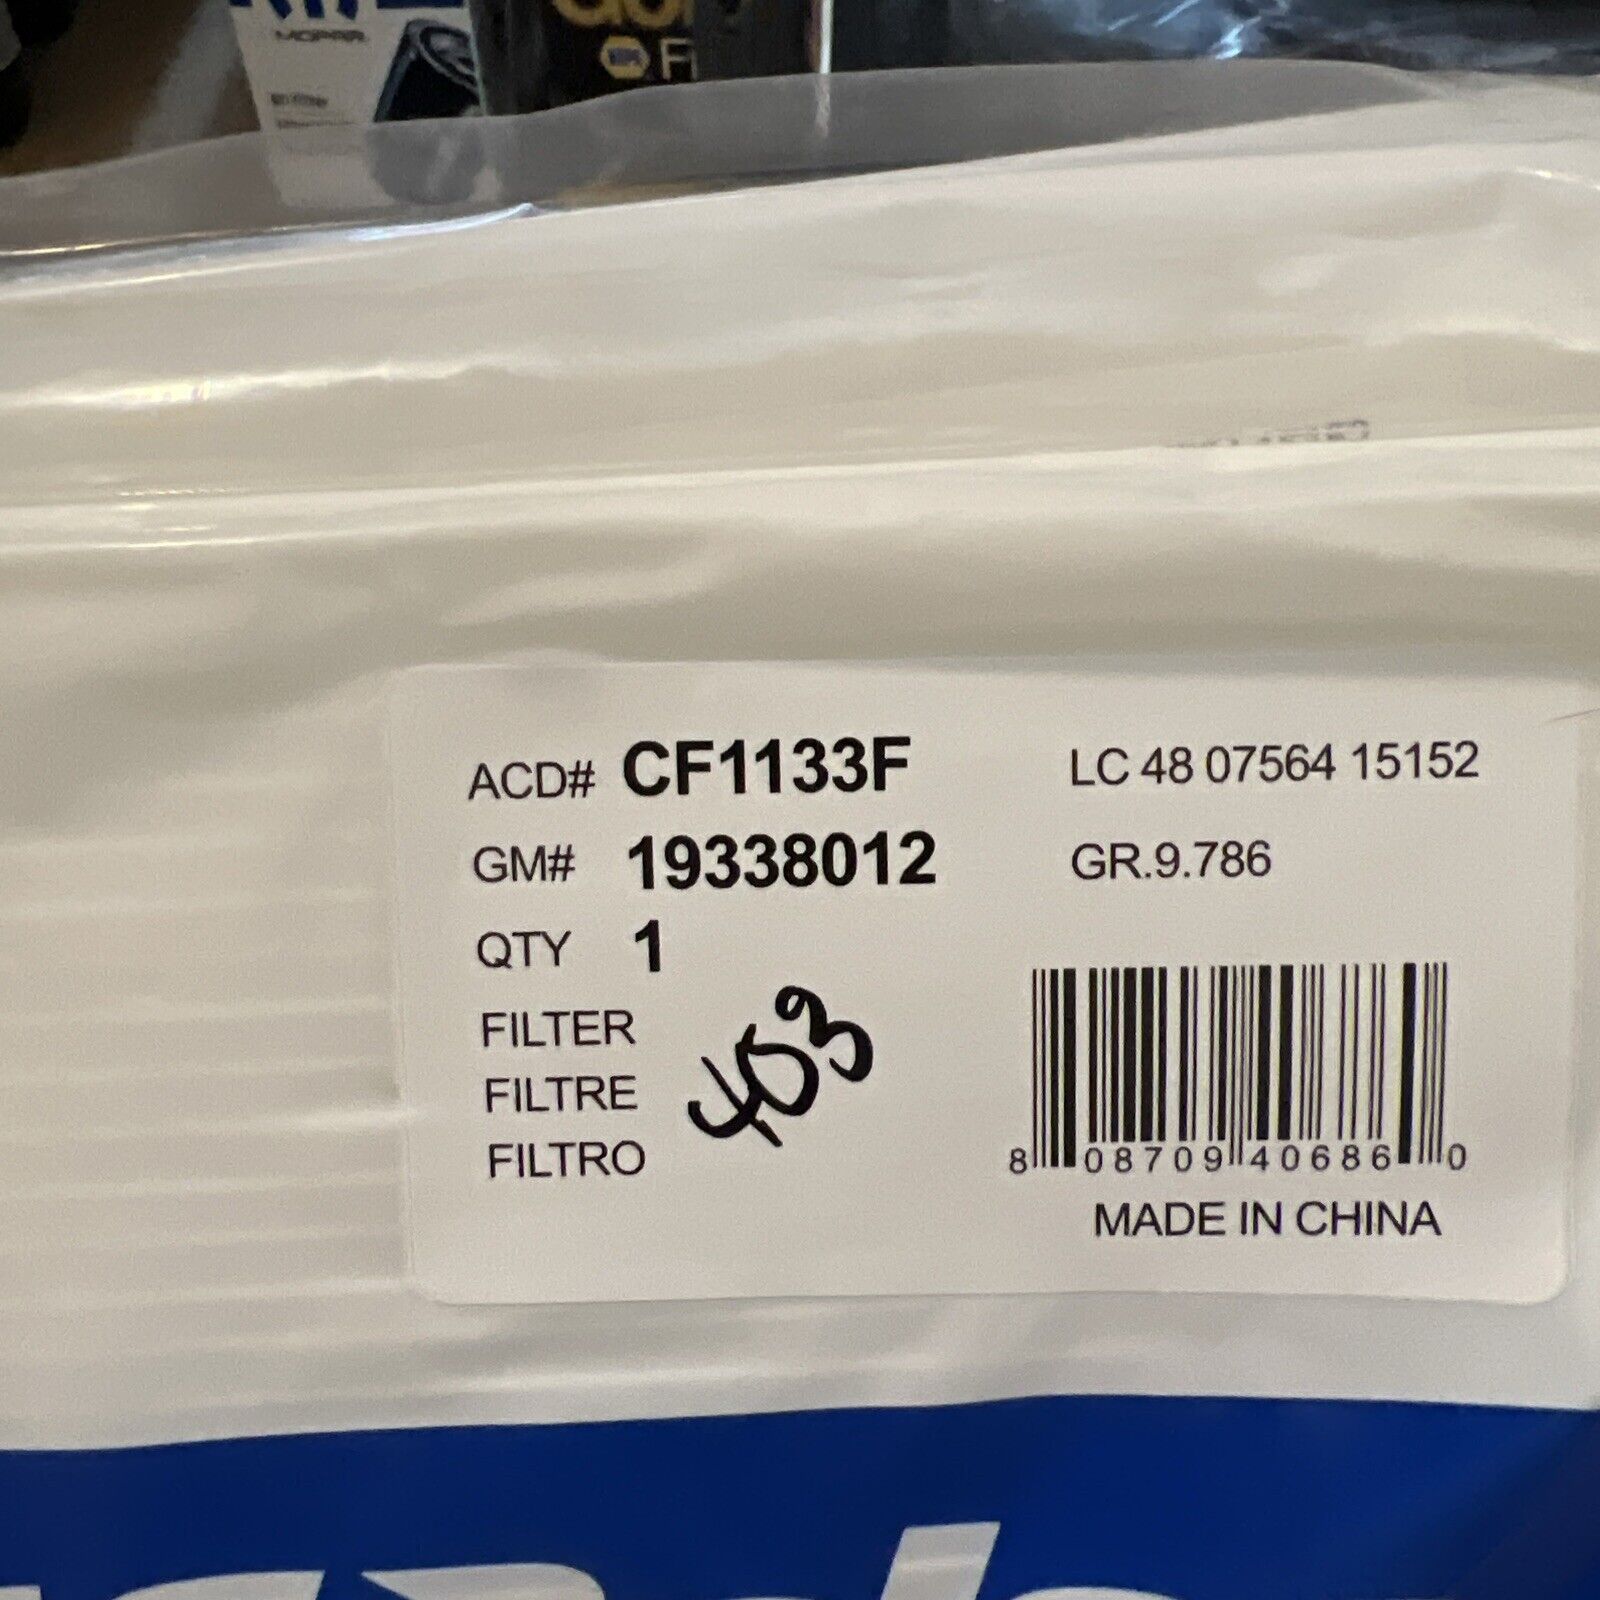 MOPAR
ACD# CF1133F
GM# 19338012
QTY 1
FILTER
FILTRE
FILTRO
403
LC 48 07564 15152
GR.9.786
8 08709 40686 0
MADE IN CHINA